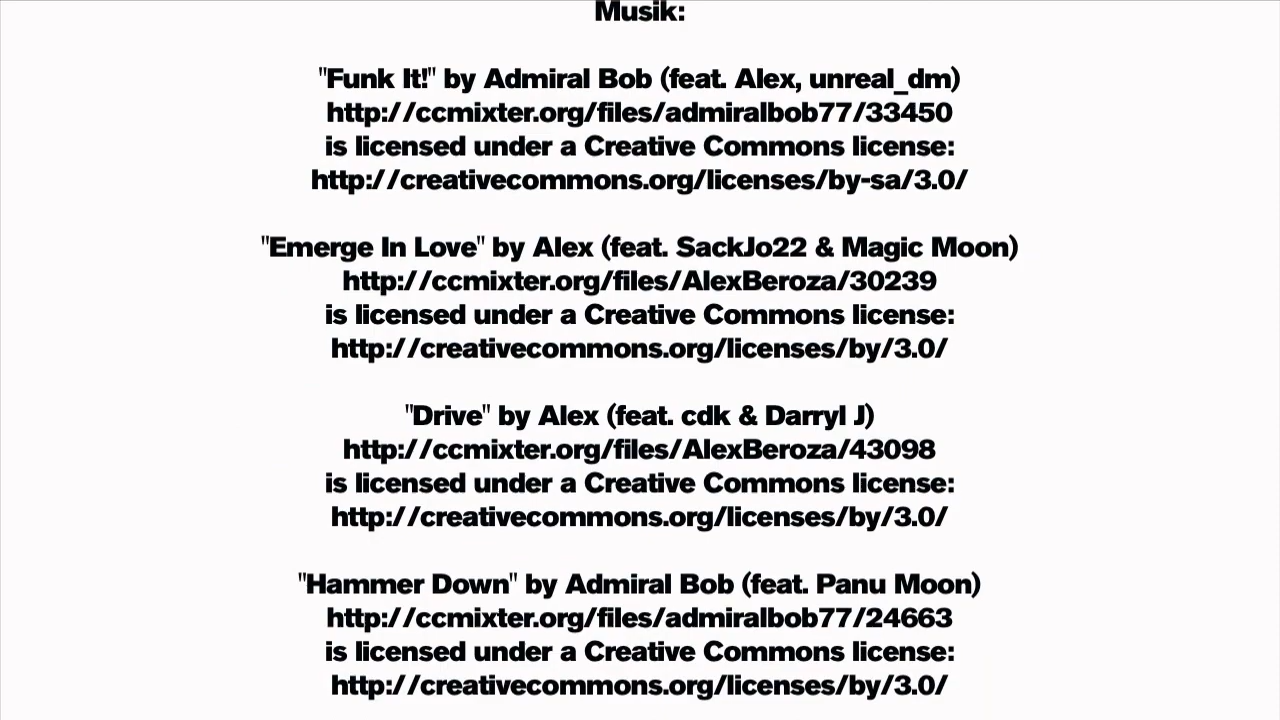 Musik:
"Funk It!" by Admiral Bob (feat. Alex, unreal_dm)
http://ccmixter.org/files/admiralbob77/33450
is licensed under a Creative Commons license:
http://creativecommons.org/licenses/by-sa/3.0/
"Emerge In Love" by Alex (feat. SackJo22 & Magic Moon)
http://ccmixter.org/files/AlexBeroza/30239
is licensed under a Creative Commons license:
http://creativecommons.org/licenses/by/3.0/
"Drive" by Alex (feat. cdk & Darryl J)
http://ccmixter.org/files/AlexBeroza/43098
is licensed under a Creative Commons license:
http://creativecommons.org/licenses/by/3.0/
"Hammer Down" by Admiral Bob (feat. Panu Moon)
http://ccmixter.org/files/admiralbob77/24663
is licensed under a Creative Commons license:
http://creativecommons.org/licenses/by/3.0/